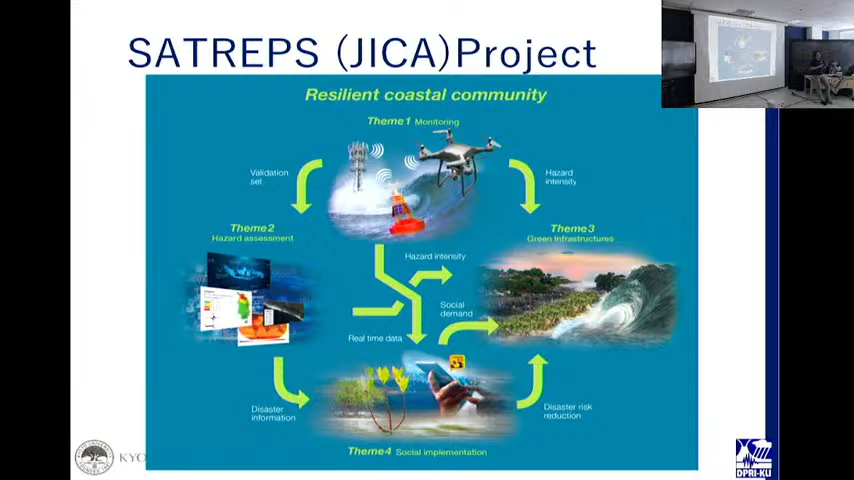 SATREPS (JICA)Project
Resilient coastal community
Theme1 Monitoring
Validation
set
Hazard
intensity
Theme2
Hazard assessment
Theme3
Green Infrastructures
Hazard intensity
Social
demand
Real time data
Disaster
information
Disaster risk
reduction
Theme4 Social implementation
KYO
DPRI-KU